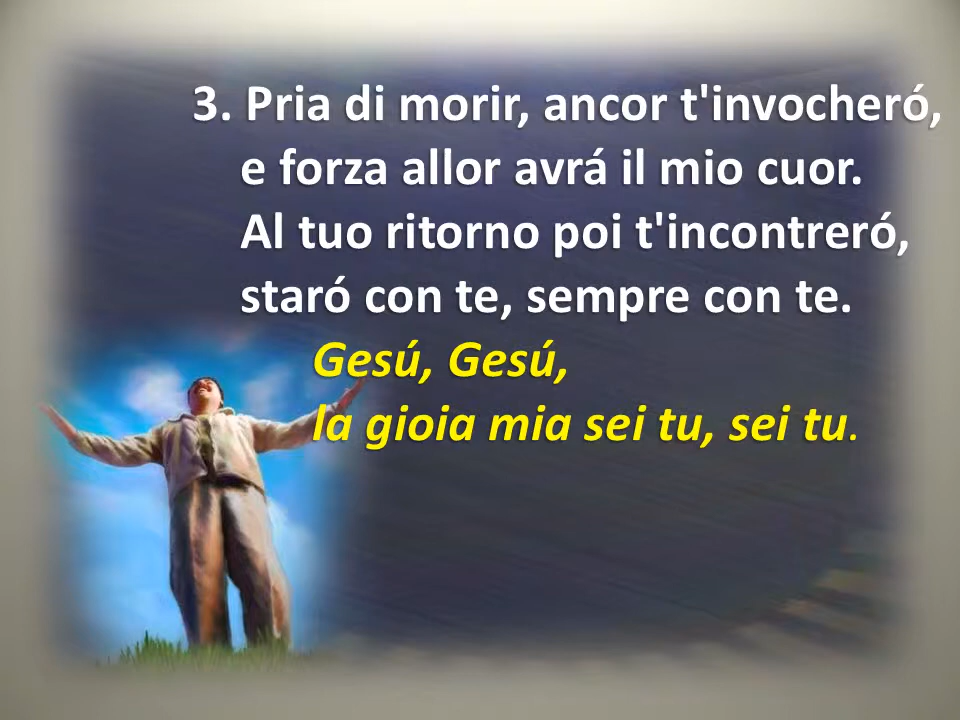 3. Pria di morir, ancor t'invocheró,
e forza allor avrá il mio cuor.
Al tuo ritorno poi t'incontreró,
staró con te, sempre con te.
Gesú, Gesú,
la gioia mia sei tu, sei tu.